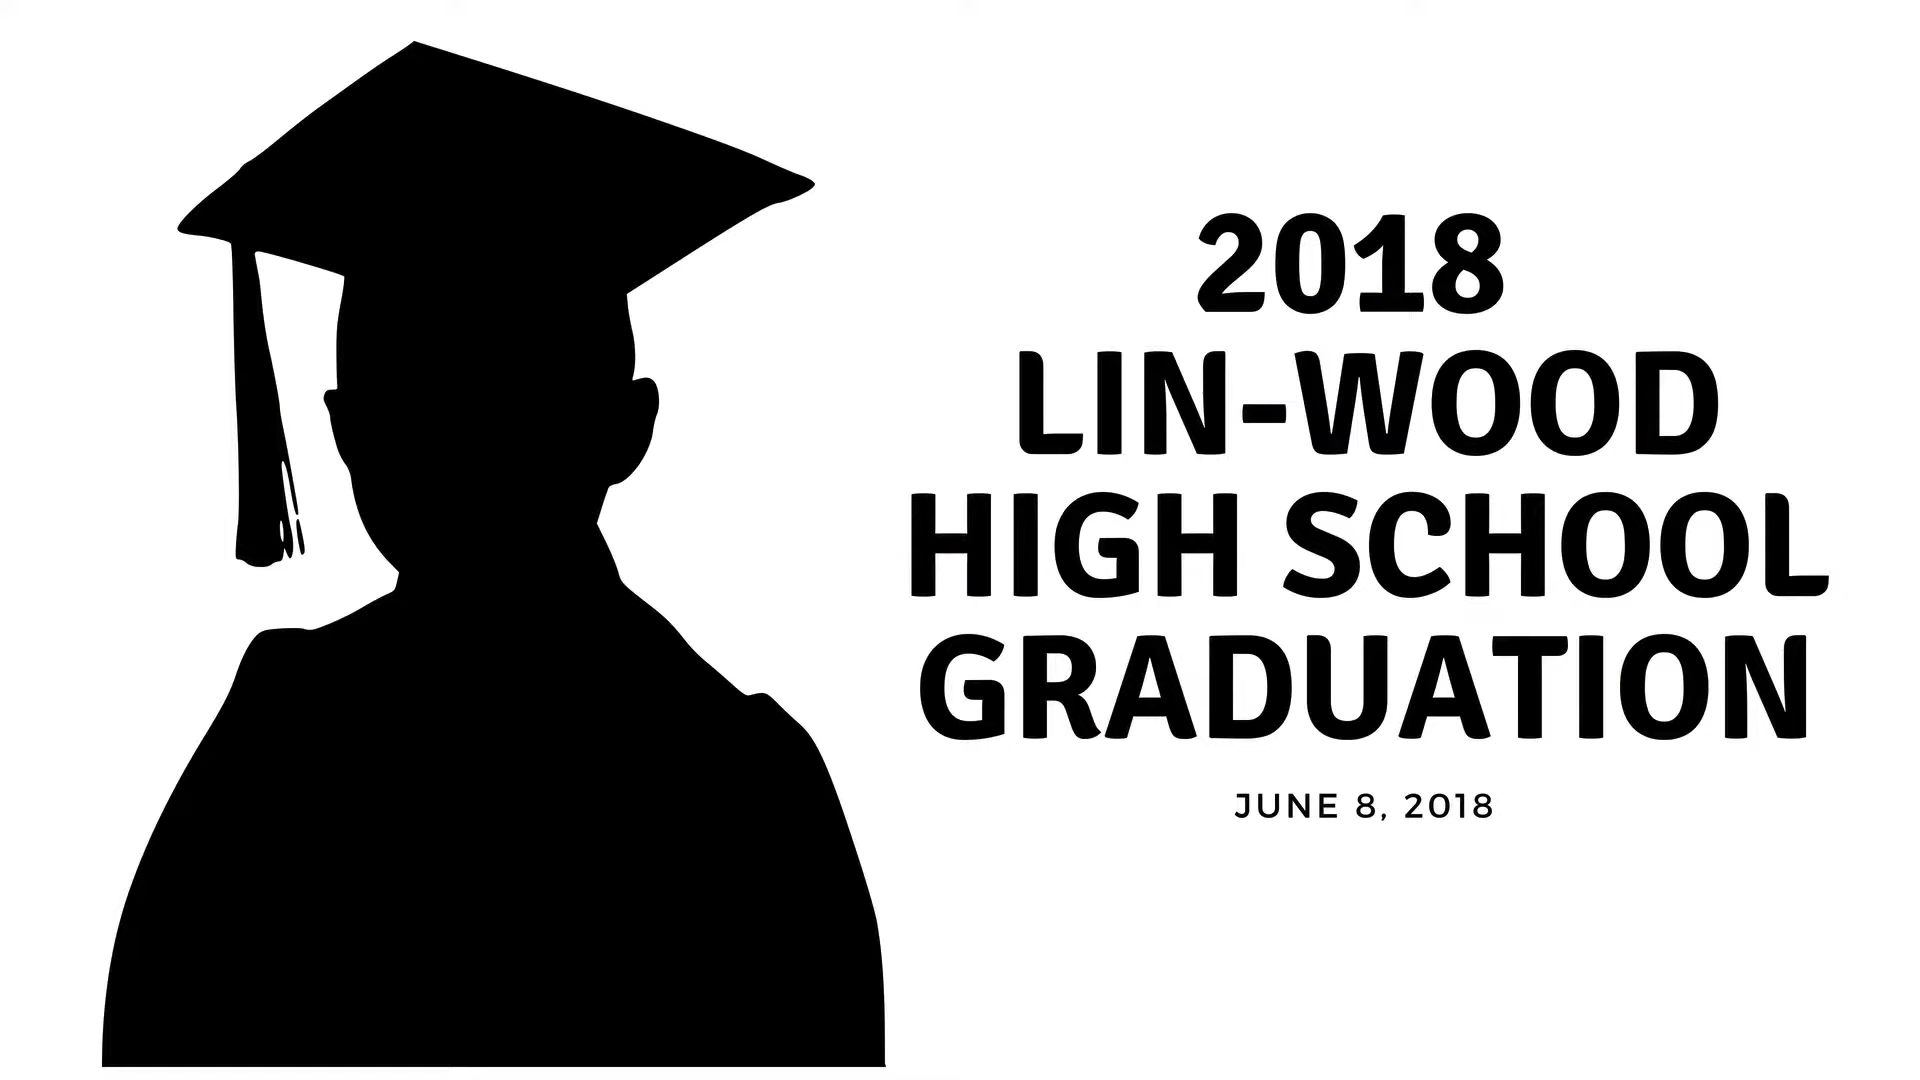 2018
LIN-WOOD
HIGH SCHOOL
GRADUATION
JUNE 8, 2018